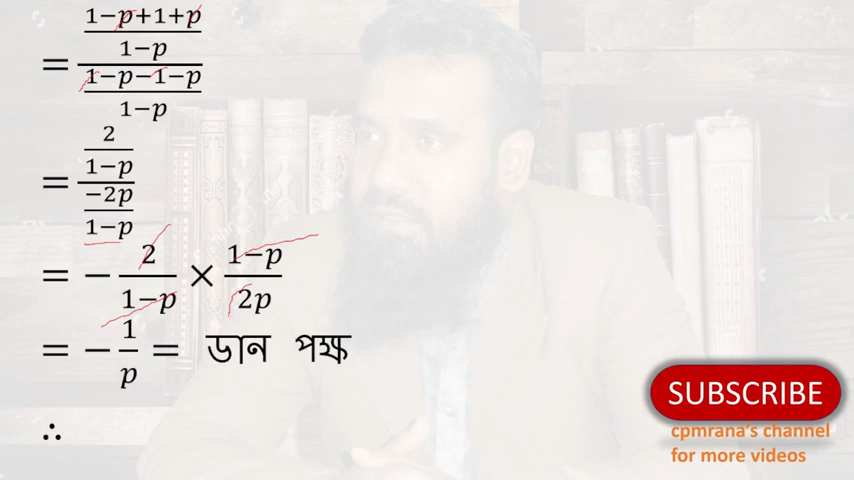 = ((1−p+1+p)/(1−p))/((1−p−1−p)/(1−p))
= (2/(1−p))/((−2p)/(1−p))
= − 2/(1−p) × (1−p)/(2p)
= − 1/p = ডান পক্ষ
∴
SUBSCRIBE
cpmrana's channel
for more videos